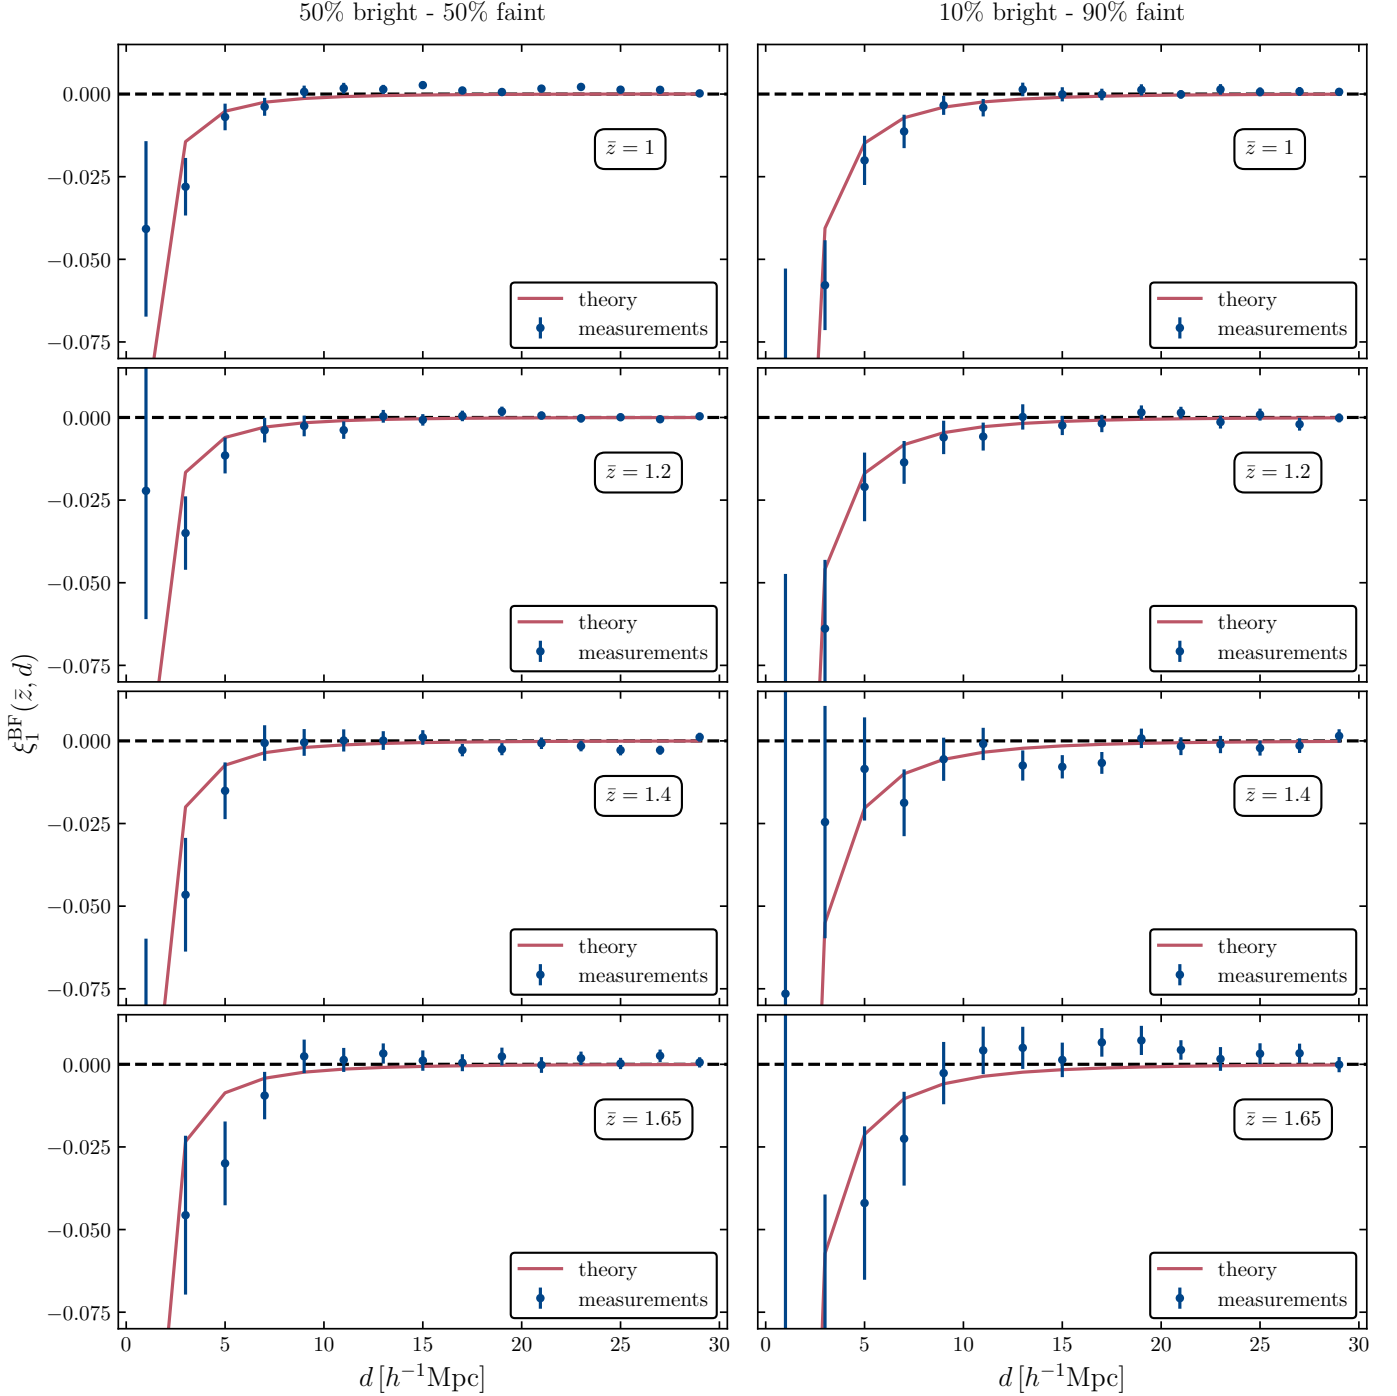 50% bright - 50% faint
10% bright - 90% faint
0.000
−0.025
−0.050
−0.075
z̄ = 1
theory
measurements
z̄ = 1
theory
measurements
0.000
−0.025
−0.050
−0.075
z̄ = 1.2
theory
measurements
z̄ = 1.2
theory
measurements
ξ₁ᴮᶠ(z̄, d)
0.000
−0.025
−0.050
−0.075
z̄ = 1.4
theory
measurements
z̄ = 1.4
theory
measurements
0.000
−0.025
−0.050
−0.075
z̄ = 1.65
theory
measurements
z̄ = 1.65
theory
measurements
0 5 10 15 20 25 30
0 5 10 15 20 25 30
d [h⁻¹Mpc]
d [h⁻¹Mpc]